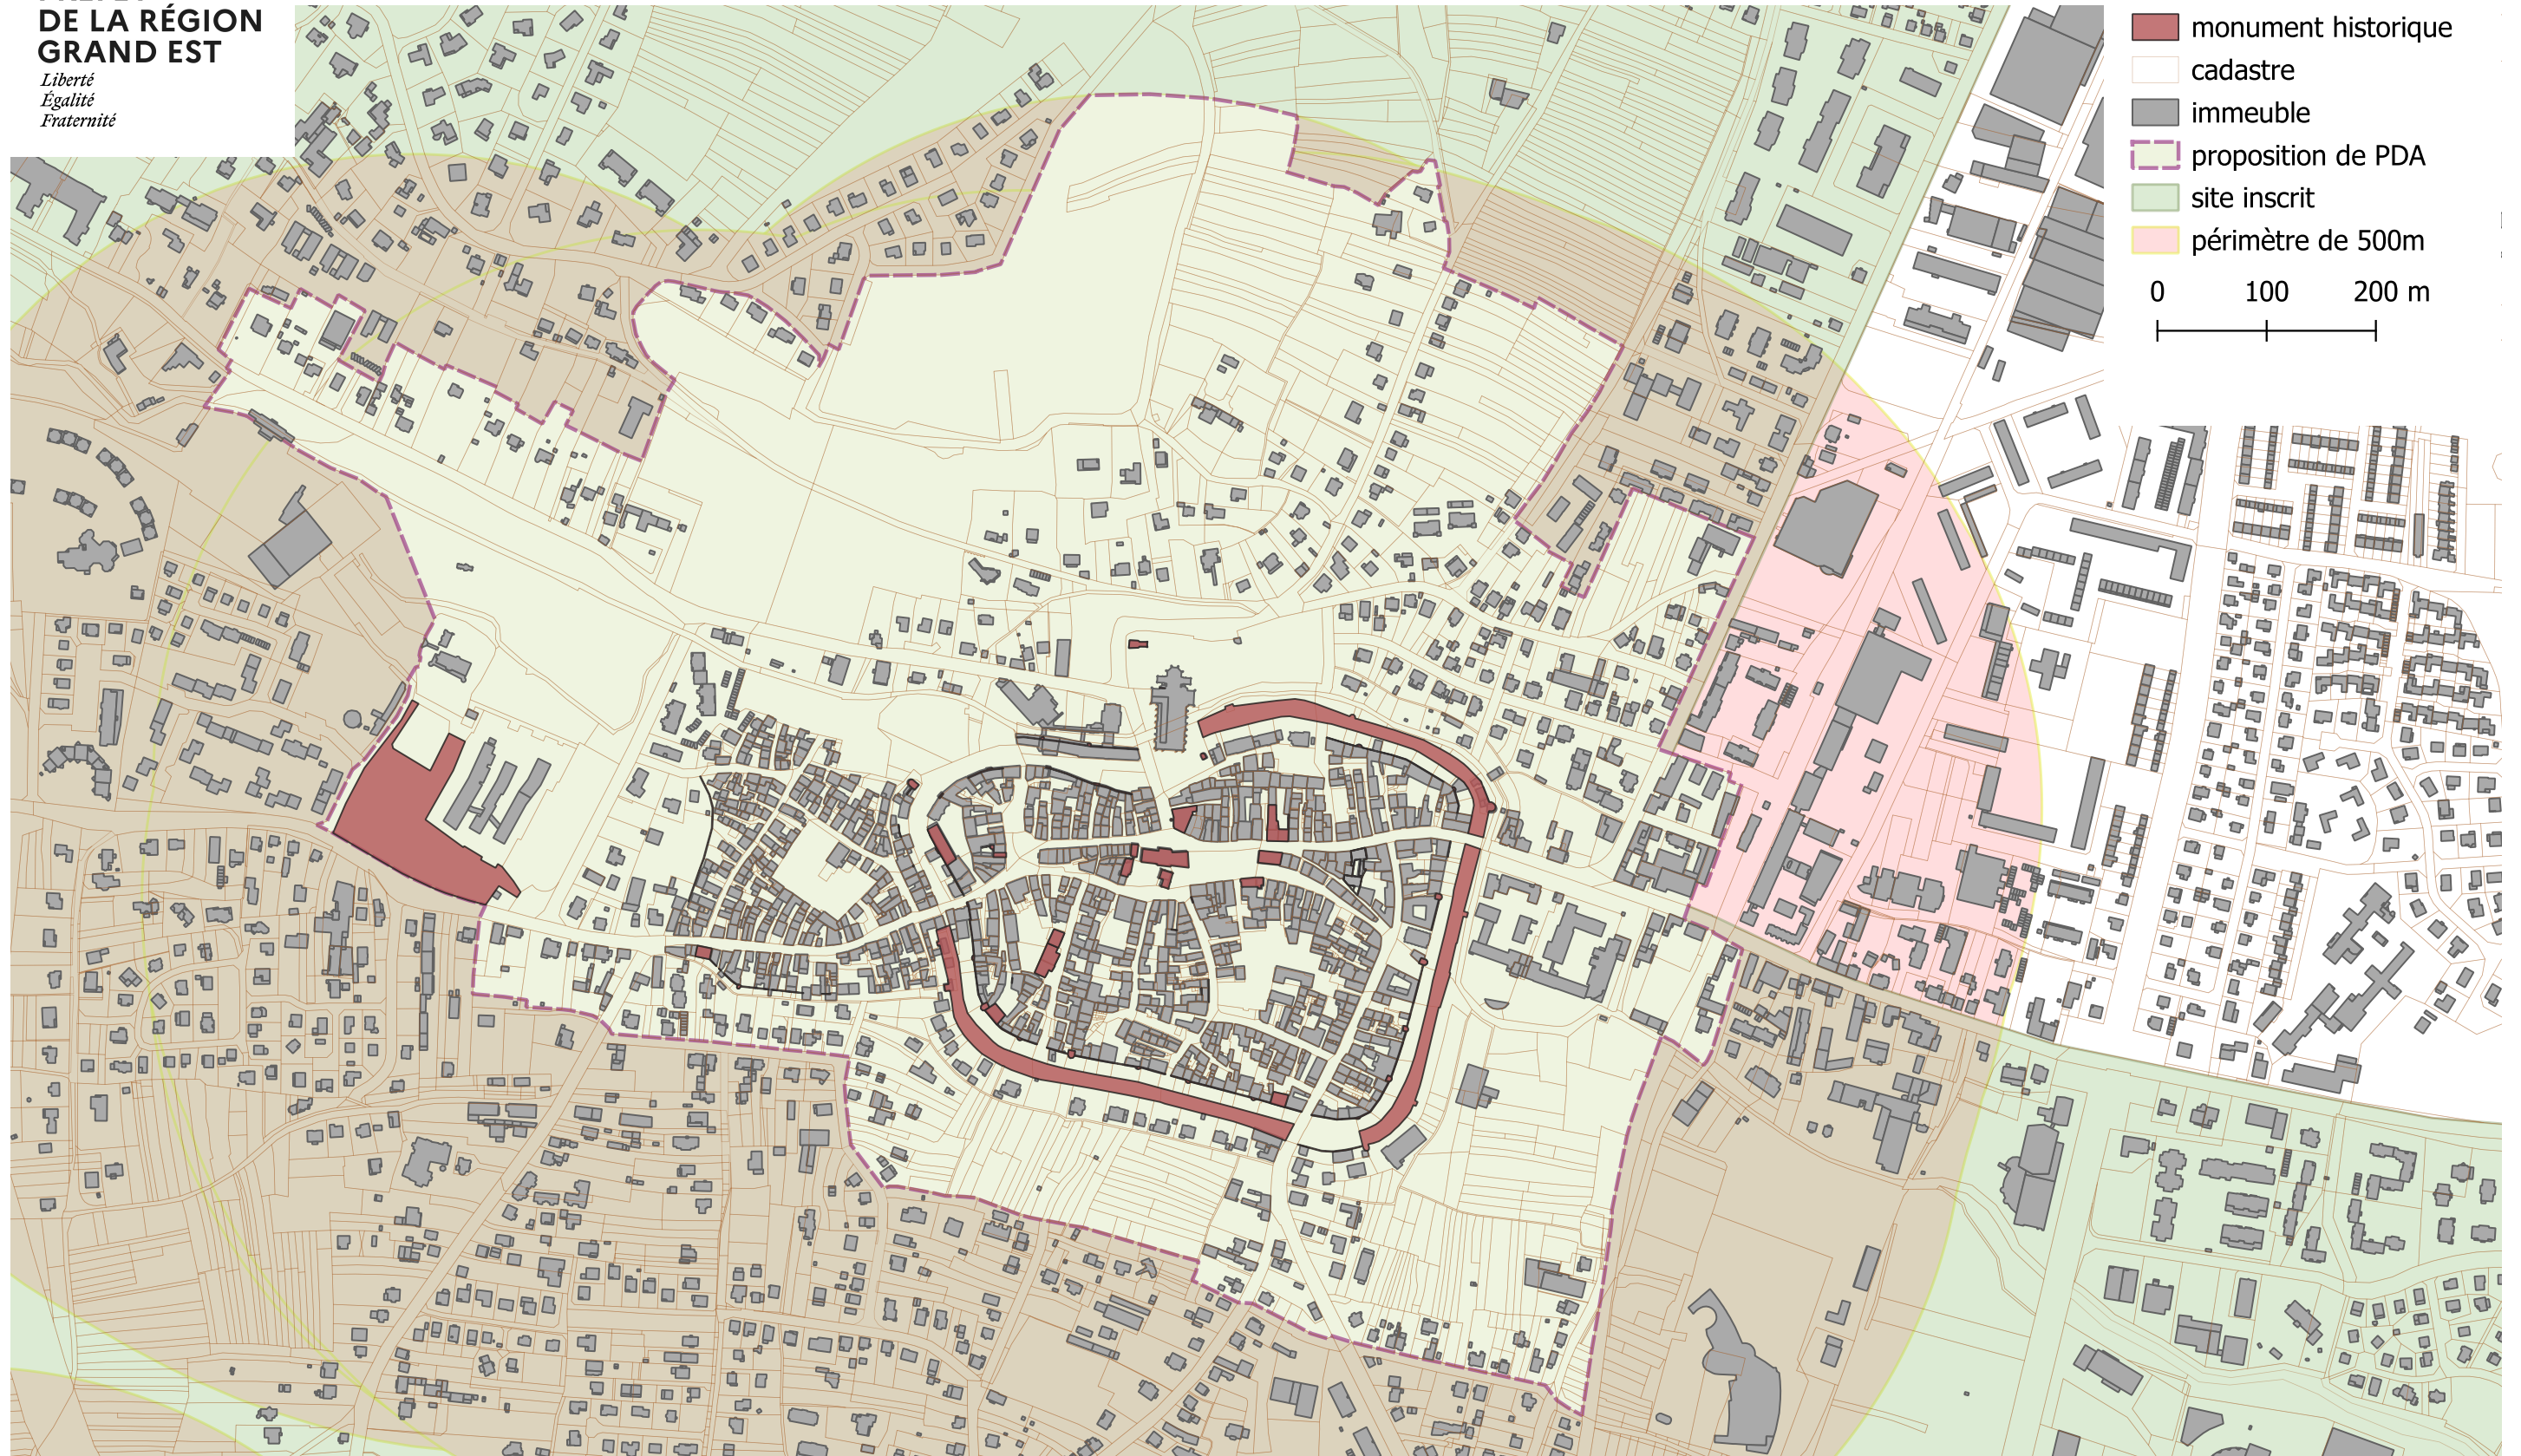 DE LA RÉGION
GRAND EST
Liberté
Égalité
Fraternité
monument historique
cadastre
immeuble
proposition de PDA
site inscrit
périmètre de 500m
0 100 200 m